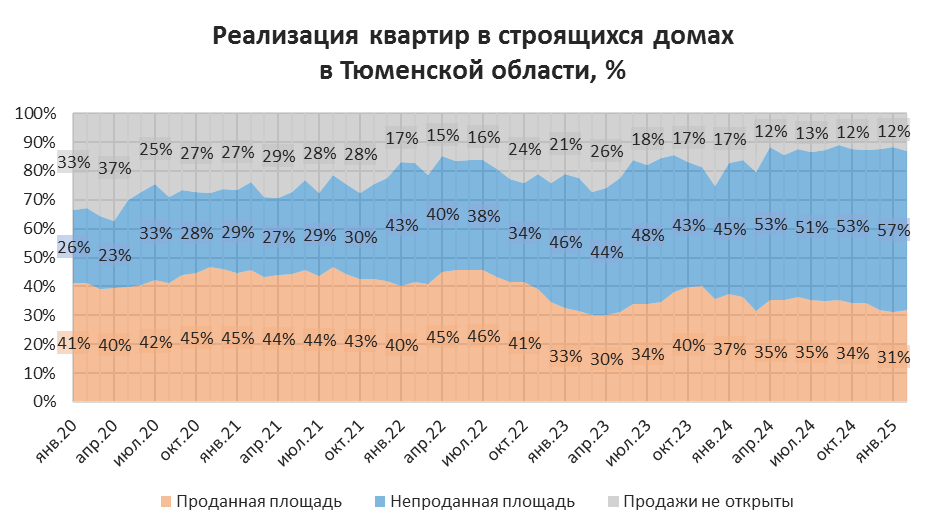 Реализация квартир в строящихся домах
в Тюменской области, %
100%
90%
80%
70%
60%
50%
40%
30%
20%
10%
0%
33% 37% 25% 27% 27% 29% 28% 28% 17% 15% 16% 24% 21% 26% 18% 17% 17% 12% 13% 12% 12%
26% 23% 33% 28% 29% 27% 29% 30% 43% 40% 38% 34% 46% 44% 48% 43% 45% 53% 51% 53% 57%
41% 40% 42% 45% 45% 44% 44% 43% 40% 45% 46% 41% 33% 30% 34% 40% 37% 35% 35% 34% 31%
янв.20 апр.20 июл.20 окт.20 янв.21 апр.21 июл.21 окт.21 янв.22 апр.22 июл.22 окт.22 янв.23 апр.23 июл.23 окт.23 янв.24 апр.24 июл.24 окт.24 янв.25
Проданная площадь Непроданная площадь Продажи не открыты